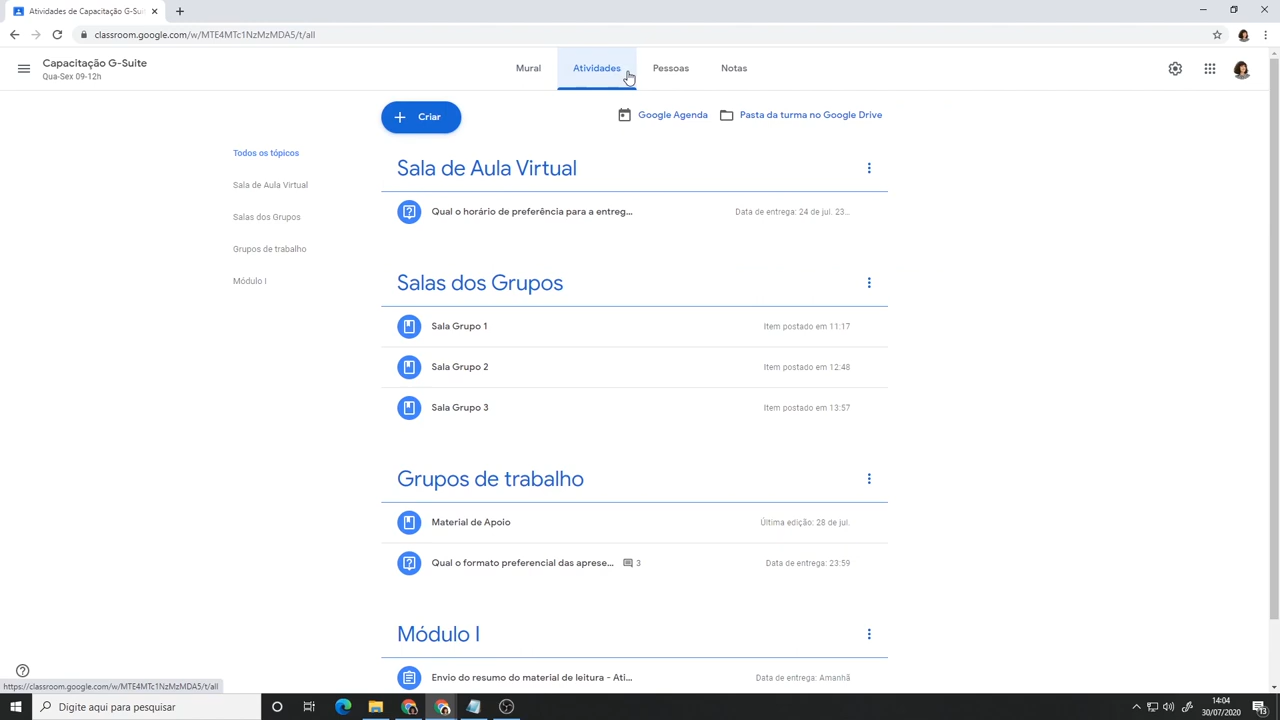 Atividades de Capacitação G-Suit
classroom.google.com/w/MTE4MTc1NzMzMDA5/t/all
Capacitação G-Suite
Qua-Sex 09-12h
Mural
Atividades
Pessoas
Notas
Criar
Google Agenda
Pasta da turma no Google Drive
Todos os tópicos
Sala de Aula Virtual
Salas dos Grupos
Grupos de trabalho
Módulo I
Sala de Aula Virtual
Qual o horário de preferência para a entreg... Data de entrega: 24 de jul. 23...
Salas dos Grupos
Sala Grupo 1 Item postado em 11:17
Sala Grupo 2 Item postado em 12:48
Sala Grupo 3 Item postado em 13:57
Grupos de trabalho
Material de Apoio Última edição: 28 de jul.
Qual o formato preferencial das aprese... 3 Data de entrega: 23:59
Módulo I
Envio do resumo do material de leitura - Ati... Data de entrega: Amanhã
https://classroom.google.com/w/MTE4MTc1NzMzMDA5/t/all
Digite aqui para pesquisar
14:04
30/07/2020
13